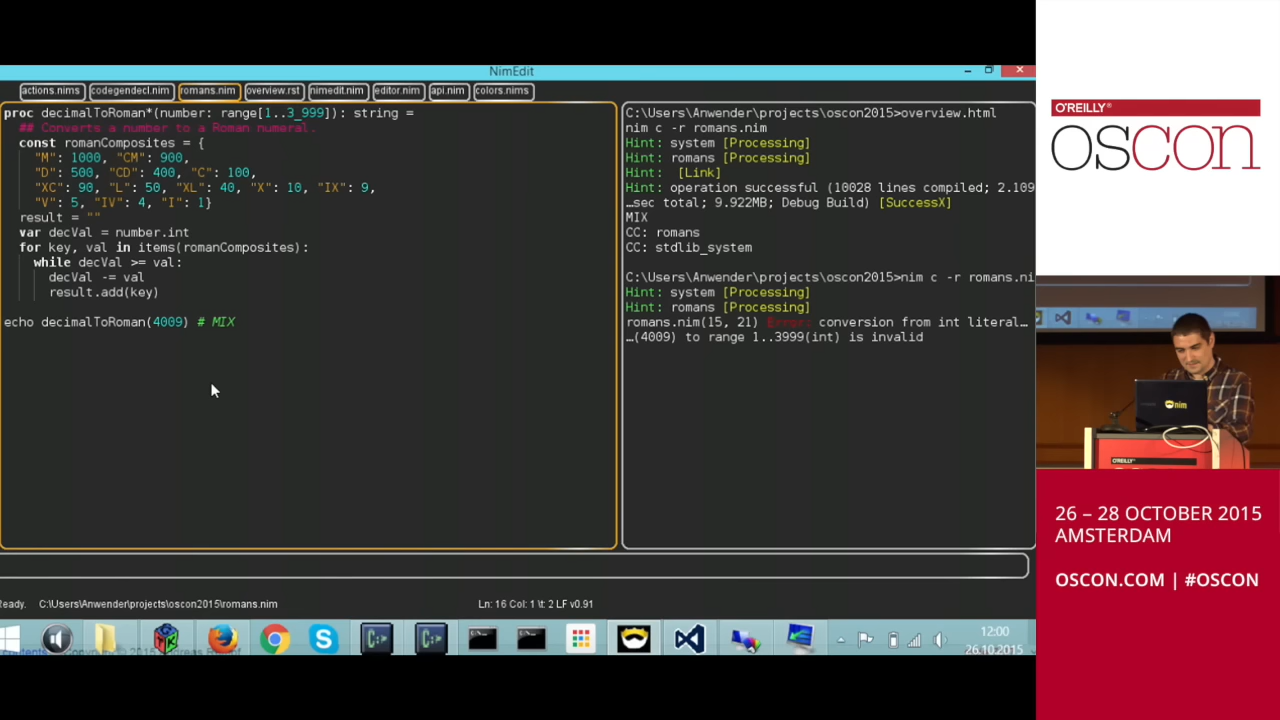 NimEdit
actions.nims codegendecl.nim romans.nim overview.rst nimedit.nim editor.nim api.nim colors.nims
proc decimalToRoman*(number: range[1..3_999]): string =
## Converts a number to a Roman numeral.
const romanComposites = {
"M": 1000, "CM": 900,
"D": 500, "CD": 400, "C": 100,
"XC": 90, "L": 50, "XL": 40, "X": 10, "IX": 9,
"V": 5, "IV": 4, "I": 1}
result = ""
var decVal = number.int
for key, val in items(romanComposites):
while decVal >= val:
decVal -= val
result.add(key)
echo decimalToRoman(4009) # MIX
C:\Users\Anwender\projects\oscon2015>overview.html
nim c -r romans.nim
Hint: system [Processing]
Hint: romans [Processing]
Hint: [Link]
Hint: operation successful (10028 lines compiled; 2.109
…sec total; 9.922MB; Debug Build) [SuccessX]
MIX
CC: romans
CC: stdlib_system
C:\Users\Anwender\projects\oscon2015>nim c -r romans.ni
Hint: system [Processing]
Hint: romans [Processing]
romans.nim(15, 21) Error: conversion from int literal…
…(4009) to range 1..3999(int) is invalid
Ready. C:\Users\Anwender\projects\oscon2015\romans.nim Ln: 16 Col: 1 \t: 2 LF v0.91
12:00
26.10.2015
O'REILLY®
OSCON
nim
O'REILLY®
26 – 28 OCTOBER 2015
AMSTERDAM
OSCON.COM | #OSCON